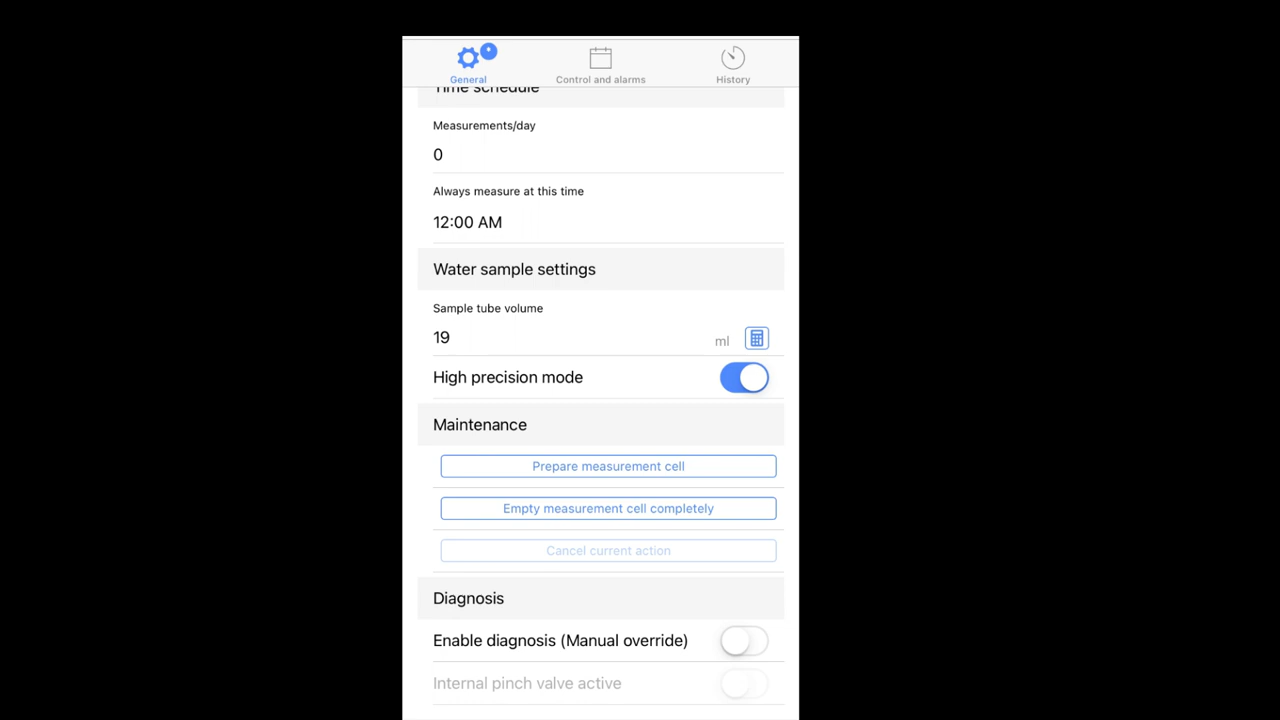 General
Control and alarms
History
Time schedule
Measurements/day
0
Always measure at this time
12:00 AM
Water sample settings
Sample tube volume
19
ml
High precision mode
Maintenance
Prepare measurement cell
Empty measurement cell completely
Cancel current action
Diagnosis
Enable diagnosis (Manual override)
Internal pinch valve active